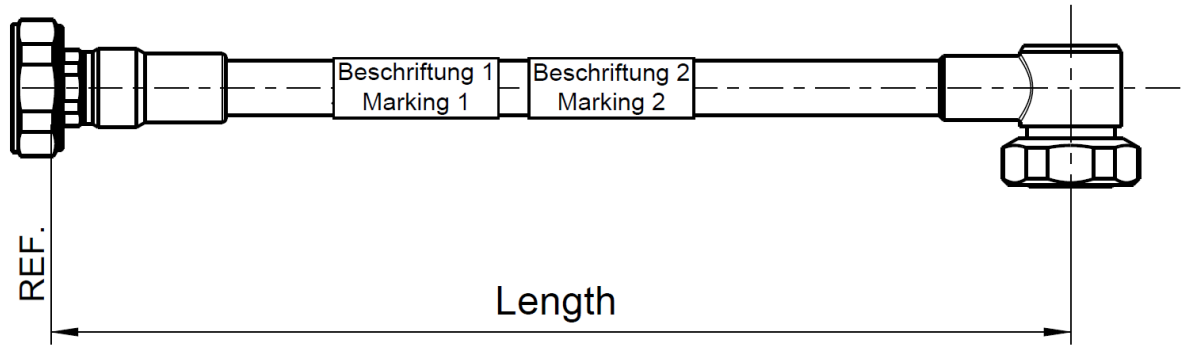 Beschriftung 1
Marking 1
Beschriftung 2
Marking 2
REF.
Length